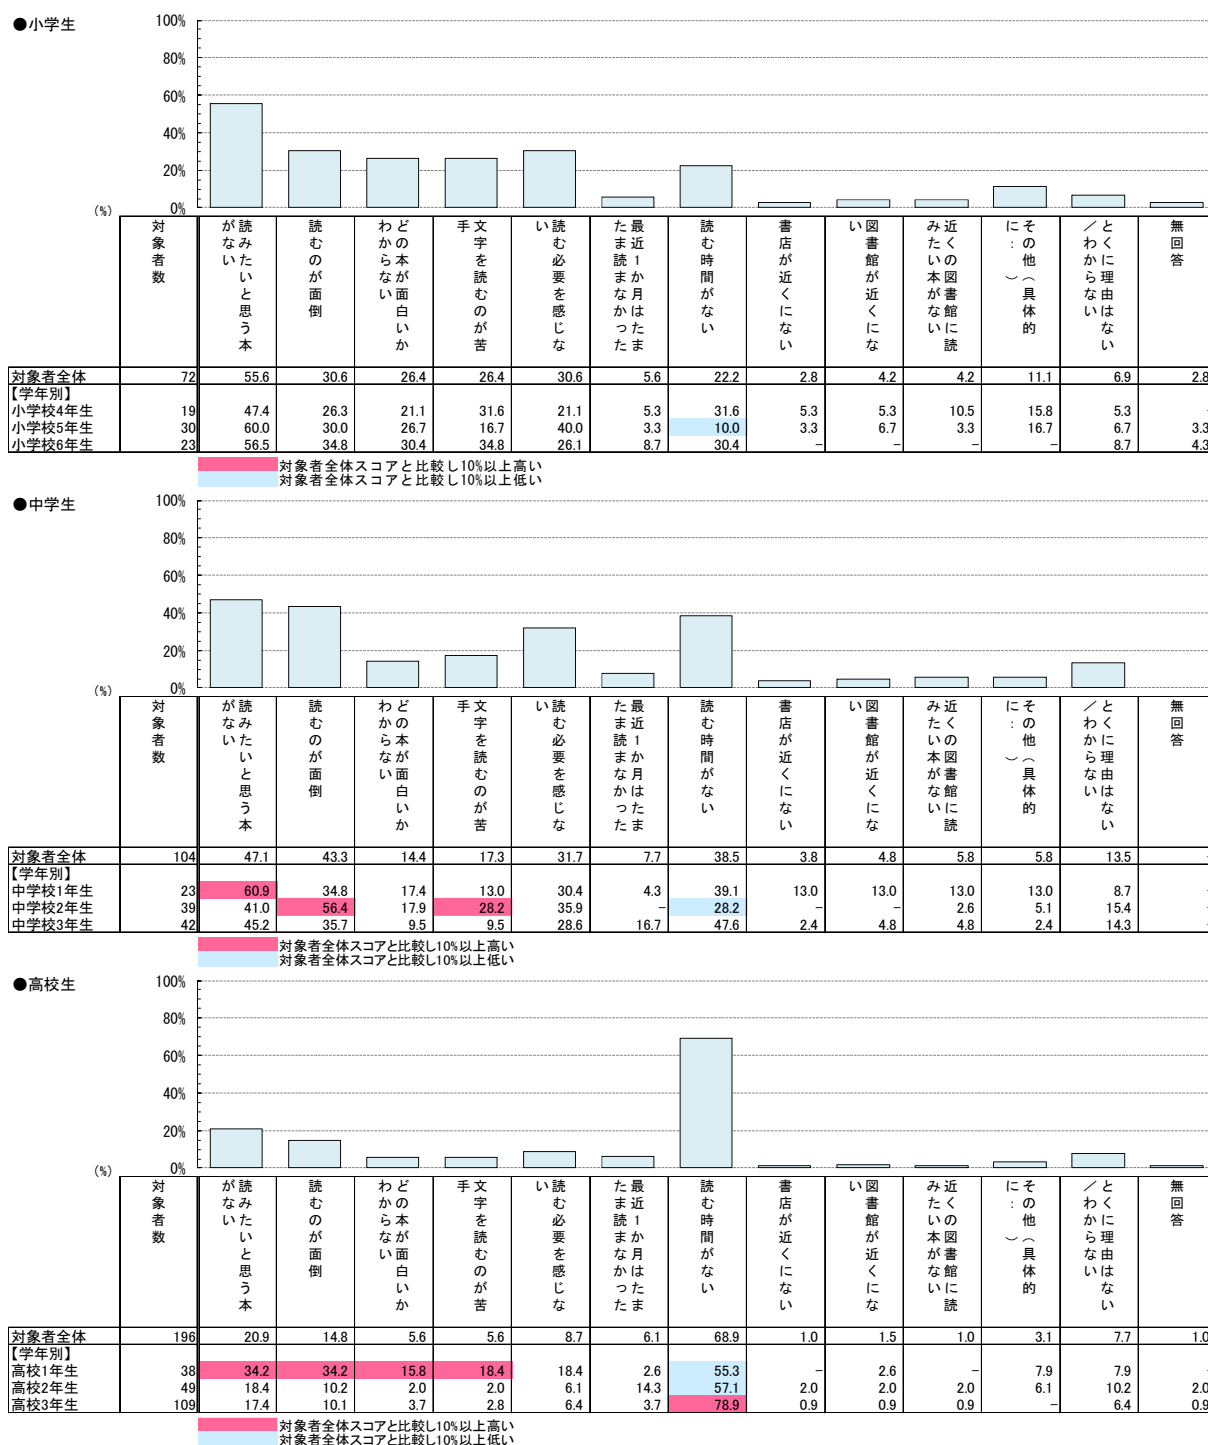 ●小学生
100%
80%
60%
40%
20%
0%
(%)
対象者数
読みたいと思う本がない
読むのが面倒
どの本が面白いかわからない
文字を読むのが苦手
読む必要を感じない
最近1か月はたまたま読まなかった
読む時間がない
書店が近くにない
図書館が近くにない
近くの図書館に読みたい本がない
その他(具体的に:)
とくに理由はない/わからない
無回答
対象者全体 72 55.6 30.6 26.4 26.4 30.6 5.6 22.2 2.8 4.2 4.2 11.1 6.9 2.8
【学年別】
小学校4年生 19 47.4 26.3 21.1 31.6 21.1 5.3 31.6 5.3 5.3 10.5 15.8 5.3 -
小学校5年生 30 60.0 30.0 26.7 16.7 40.0 3.3 10.0 3.3 6.7 3.3 16.7 6.7 3.3
小学校6年生 23 56.5 34.8 30.4 34.8 26.1 8.7 30.4 - - - - 8.7 4.3
対象者全体スコアと比較し10%以上高い
対象者全体スコアと比較し10%以上低い
●中学生
100%
80%
60%
40%
20%
0%
(%)
対象者数
読みたいと思う本がない
読むのが面倒
どの本が面白いかわからない
文字を読むのが苦手
読む必要を感じない
最近1か月はたまたま読まなかった
読む時間がない
書店が近くにない
図書館が近くにない
近くの図書館に読みたい本がない
その他(具体的に:)
とくに理由はない/わからない
無回答
対象者全体 104 47.1 43.3 14.4 17.3 31.7 7.7 38.5 3.8 4.8 5.8 5.8 13.5 -
【学年別】
中学校1年生 23 60.9 34.8 17.4 13.0 30.4 4.3 39.1 13.0 13.0 13.0 13.0 8.7 -
中学校2年生 39 41.0 56.4 17.9 28.2 35.9 - 28.2 - - 2.6 5.1 15.4 -
中学校3年生 42 45.2 35.7 9.5 9.5 28.6 16.7 47.6 2.4 4.8 4.8 2.4 14.3 -
対象者全体スコアと比較し10%以上高い
対象者全体スコアと比較し10%以上低い
●高校生
100%
80%
60%
40%
20%
0%
(%)
対象者数
読みたいと思う本がない
読むのが面倒
どの本が面白いかわからない
文字を読むのが苦手
読む必要を感じない
最近1か月はたまたま読まなかった
読む時間がない
書店が近くにない
図書館が近くにない
近くの図書館に読みたい本がない
その他(具体的に:)
とくに理由はない/わからない
無回答
対象者全体 196 20.9 14.8 5.6 5.6 8.7 6.1 68.9 1.0 1.5 1.0 3.1 7.7 1.0
【学年別】
高校1年生 38 34.2 34.2 15.8 18.4 18.4 2.6 55.3 - 2.6 - 7.9 7.9 -
高校2年生 49 18.4 10.2 2.0 2.0 6.1 14.3 57.1 2.0 2.0 2.0 6.1 10.2 2.0
高校3年生 109 17.4 10.1 3.7 2.8 6.4 3.7 78.9 0.9 0.9 0.9 - 6.4 0.9
対象者全体スコアと比較し10%以上高い
対象者全体スコアと比較し10%以上低い